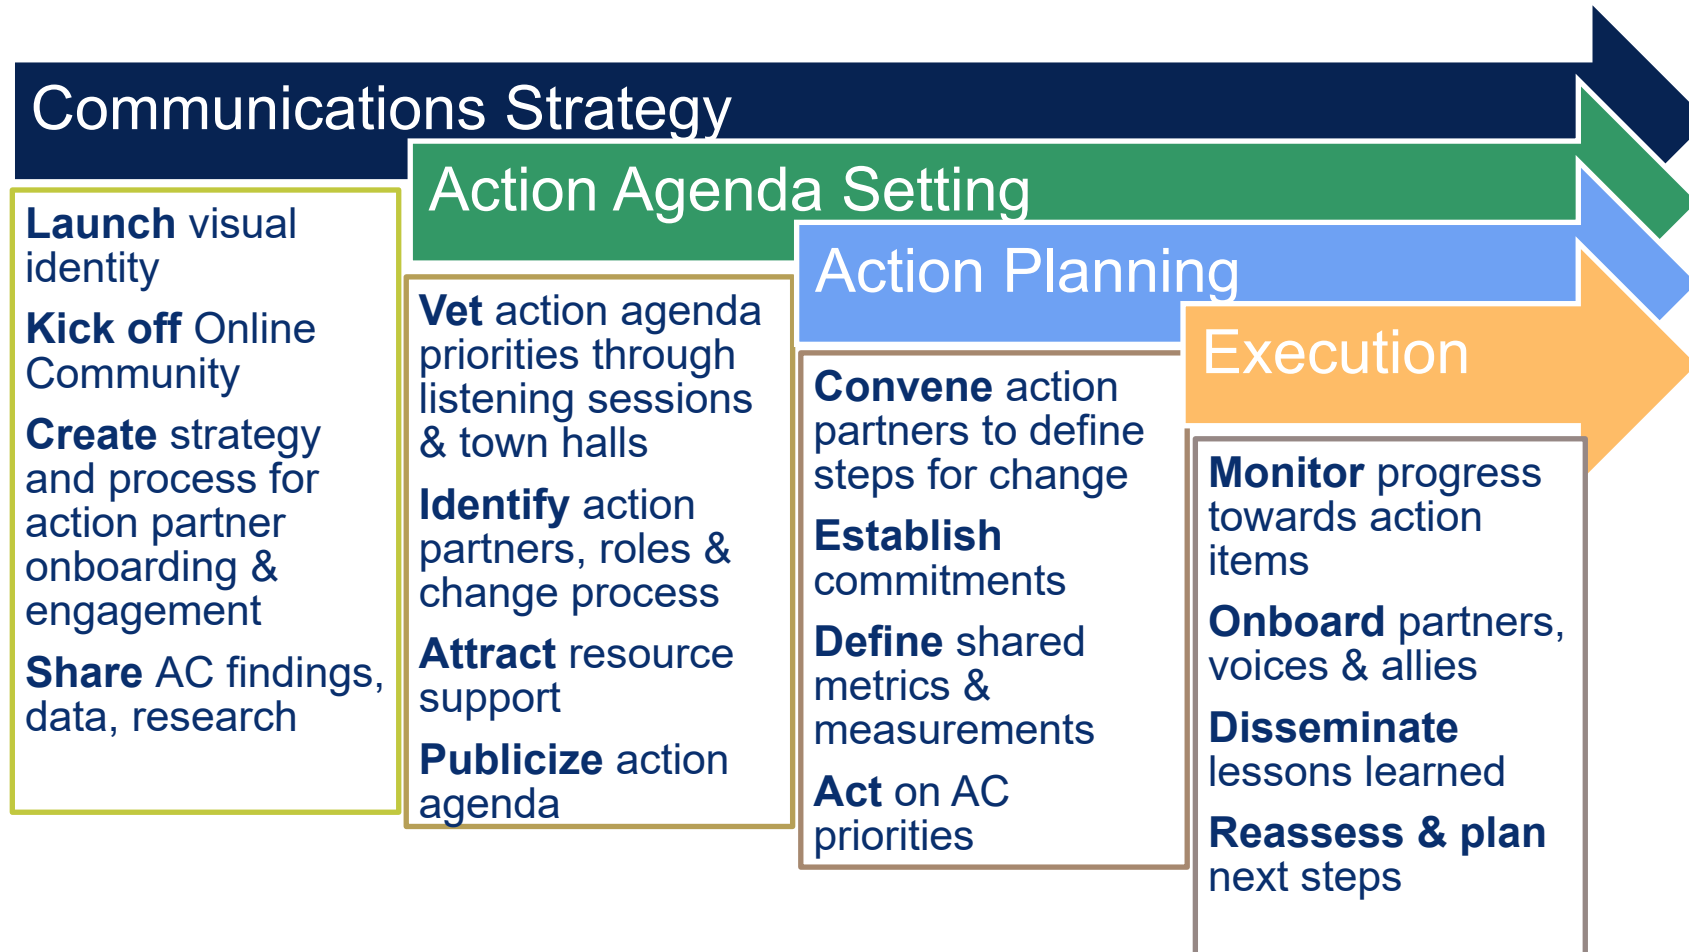 Communications Strategy
Launch visual
identity
Kick off Online
Community
Create strategy
and process for
action partner
onboarding &
engagement
Share AC findings,
data, research
Action Agenda Setting
Vet action agenda
priorities through
listening sessions
& town halls
Identify action
partners, roles &
change process
Attract resource
support
Publicize action
agenda
Action Planning
Convene action
partners to define
steps for change
Establish
commitments
Define shared
metrics &
measurements
Act on AC
priorities
Execution
Monitor progress
towards action
items
Onboard partners,
voices & allies
Disseminate
lessons learned
Reassess & plan
next steps